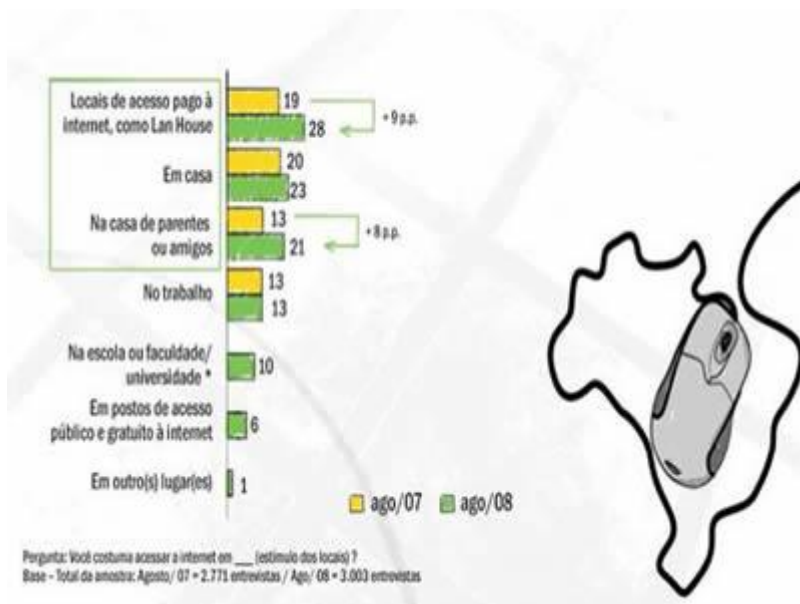 Locais de acesso pago à
internet, como Lan House
19
28
+ 9 p.p.
Em casa
20
23
Na casa de parentes
ou amigos
13
21
+ 8 p.p.
No trabalho
13
13
Na escola ou faculdade/
universidade *
10
Em postos de acesso
público e gratuito à internet
6
Em outro(s) lugar(es)
1
ago/07 ago/08
Pergunta: Você costuma acessar a internet em ___ (estímulo dos locais) ?
Base – Total da amostra: Agosto/ 07 = 2.771 entrevistas / Ago/ 08 = 3.003 entrevistas